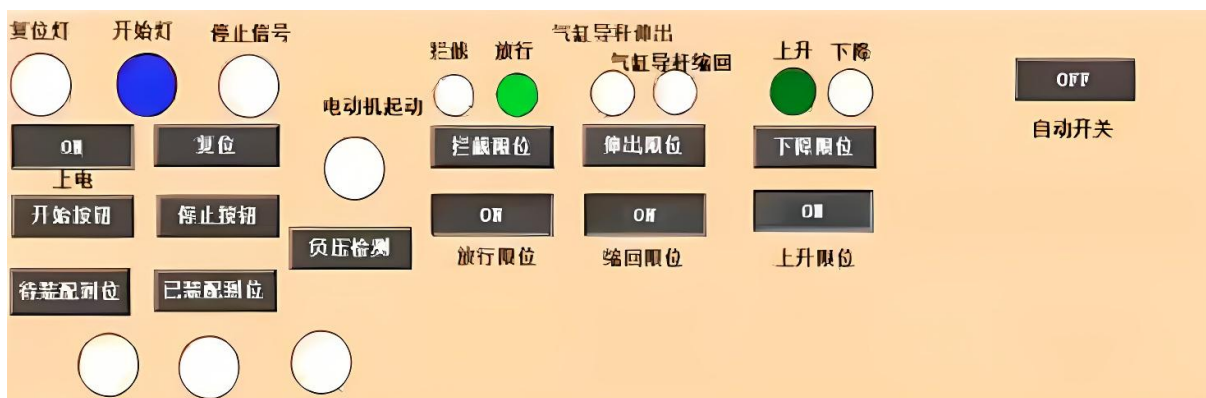 复位灯 开始灯 停止信号
气缸导杆伸出
拦截 放行 气缸导杆缩回 上升 下降
OFF
自动开关
电动机起动
ON 复位 拦截限位 伸出限位 下降限位
上电
开始按钮 停止按钮 ON ON ON
负压检测 放行限位 缩回限位 上升限位
待装配到位 已装配到位